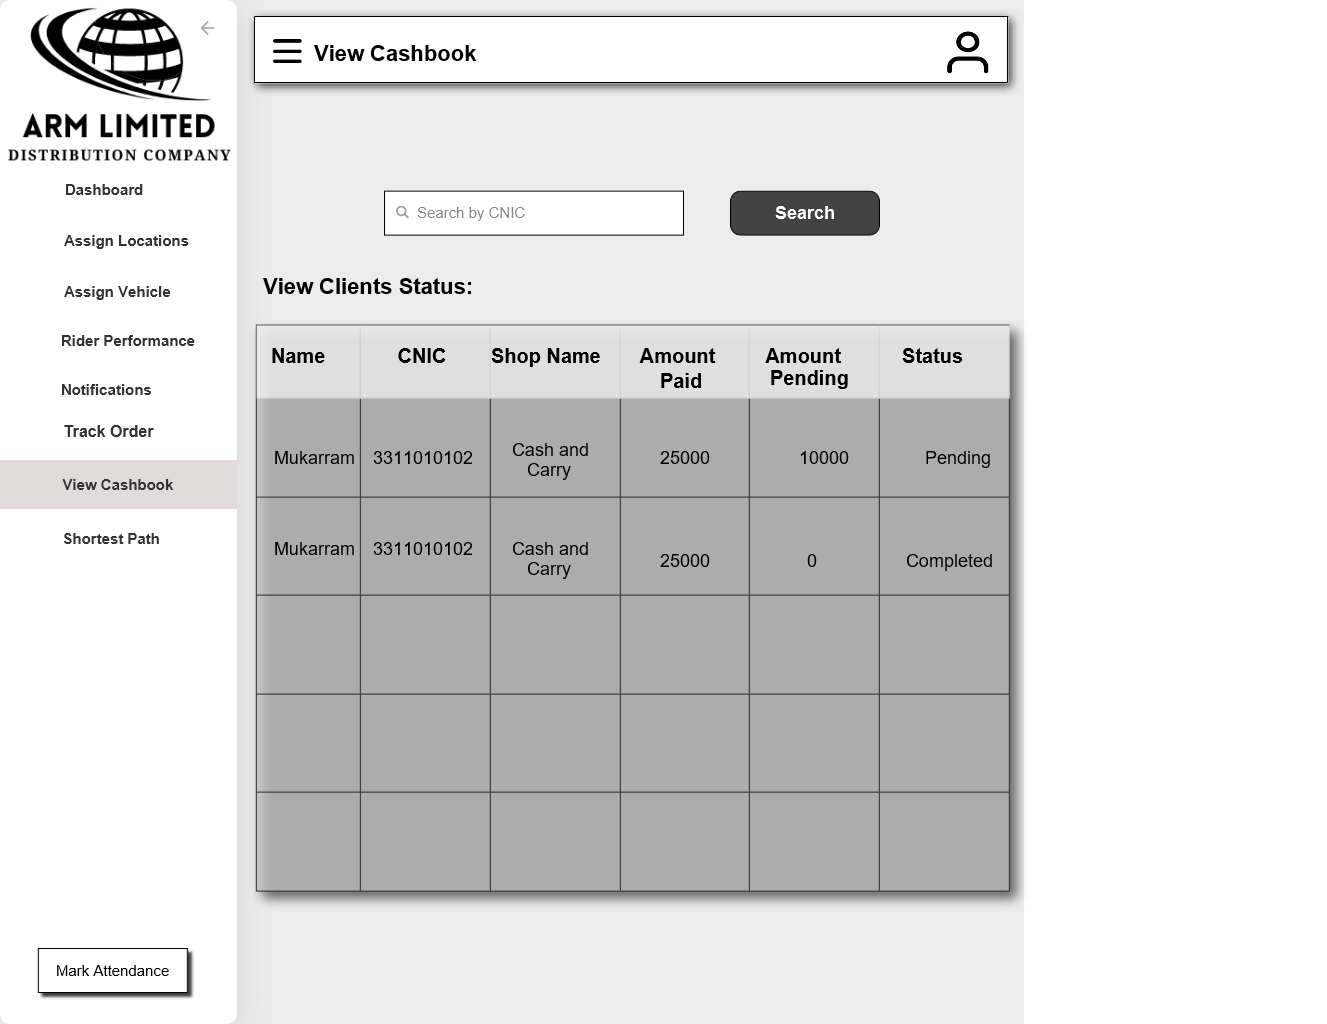 ARM LIMITED
DISTRIBUTION COMPANY
Dashboard
Assign Locations
Assign Vehicle
Rider Performance
Notifications
Track Order
View Cashbook
Shortest Path
Mark Attendance
View Cashbook
Search by CNIC
Search
View Clients Status:
Name CNIC Shop Name Amount Amount Status
Paid Pending
Mukarram 3311010102 Cash and 25000 10000 Pending
Carry
Mukarram 3311010102 Cash and 25000 0 Completed
Carry